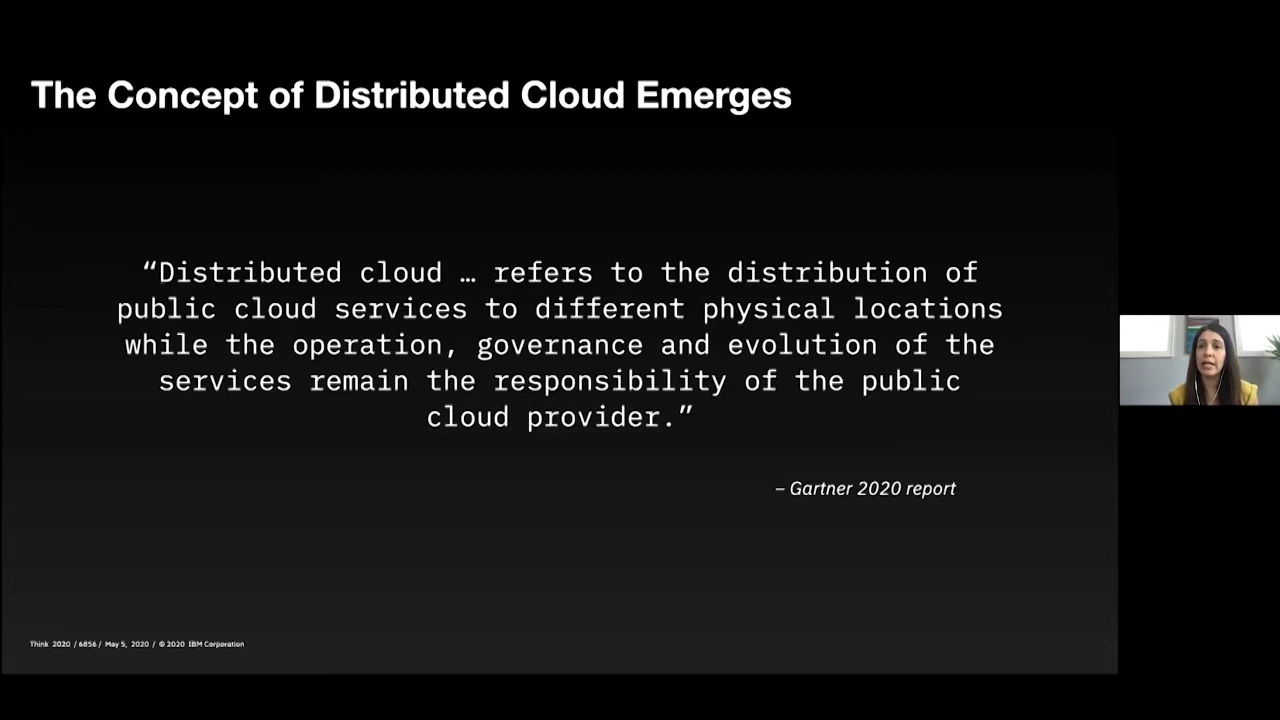 The Concept of Distributed Cloud Emerges
“Distributed cloud … refers to the distribution of
public cloud services to different physical locations
while the operation, governance and evolution of the
services remain the responsibility of the public
cloud provider.”
– Gartner 2020 report
Think 2020 / 6856 / May 5, 2020 / © 2020 IBM Corporation